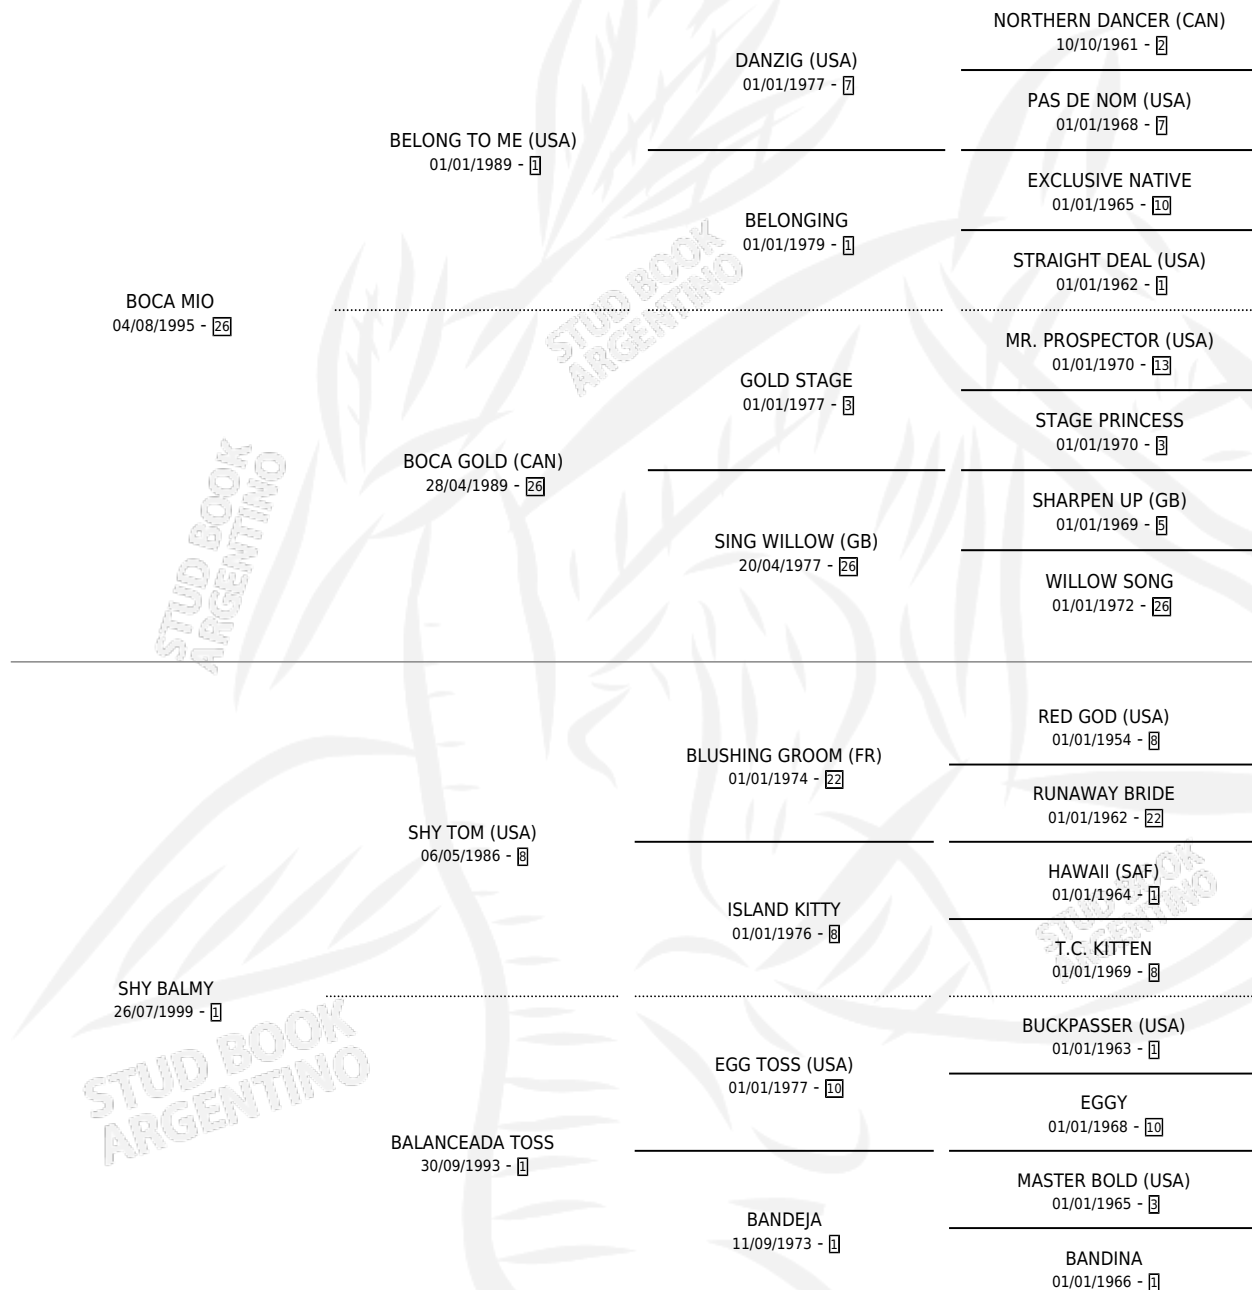 NORTHERN DANCER (CAN)
10/10/1961 - 2
DANZIG (USA)
01/01/1977 - 7
PAS DE NOM (USA)
01/01/1968 - 7
BELONG TO ME (USA)
01/01/1989 - 1
EXCLUSIVE NATIVE
01/01/1965 - 10
BELONGING
01/01/1979 - 1
STRAIGHT DEAL (USA)
01/01/1962 - 1
BOCA MIO
04/08/1995 - 26
STUD BOOK
ARGENTINO
MR. PROSPECTOR (USA)
01/01/1970 - 13
GOLD STAGE
01/01/1977 - 3
STAGE PRINCESS
01/01/1970 - 3
BOCA GOLD (CAN)
28/04/1989 - 26
SHARPEN UP (GB)
01/01/1969 - 5
SING WILLOW (GB)
20/04/1977 - 26
WILLOW SONG
01/01/1972 - 26
STUD BOOK
ARGENTINO
RED GOD (USA)
01/01/1954 - 8
BLUSHING GROOM (FR)
01/01/1974 - 22
RUNAWAY BRIDE
01/01/1962 - 22
SHY TOM (USA)
06/05/1986 - 8
HAWAII (SAF)
01/01/1964 - 1
ISLAND KITTY
01/01/1976 - 8
STUD BOOK
ARGENTINO
T.C. KITTEN
01/01/1969 - 8
SHY BALMY
26/07/1999 - 1
STUD BOOK
ARGENTINO
BUCKPASSER (USA)
01/01/1963 - 1
EGG TOSS (USA)
01/01/1977 - 10
EGGY
01/01/1968 - 10
BALANCEADA TOSS
30/09/1993 - 1
MASTER BOLD (USA)
01/01/1965 - 3
BANDEJA
11/09/1973 - 1
BANDINA
01/01/1966 - 1